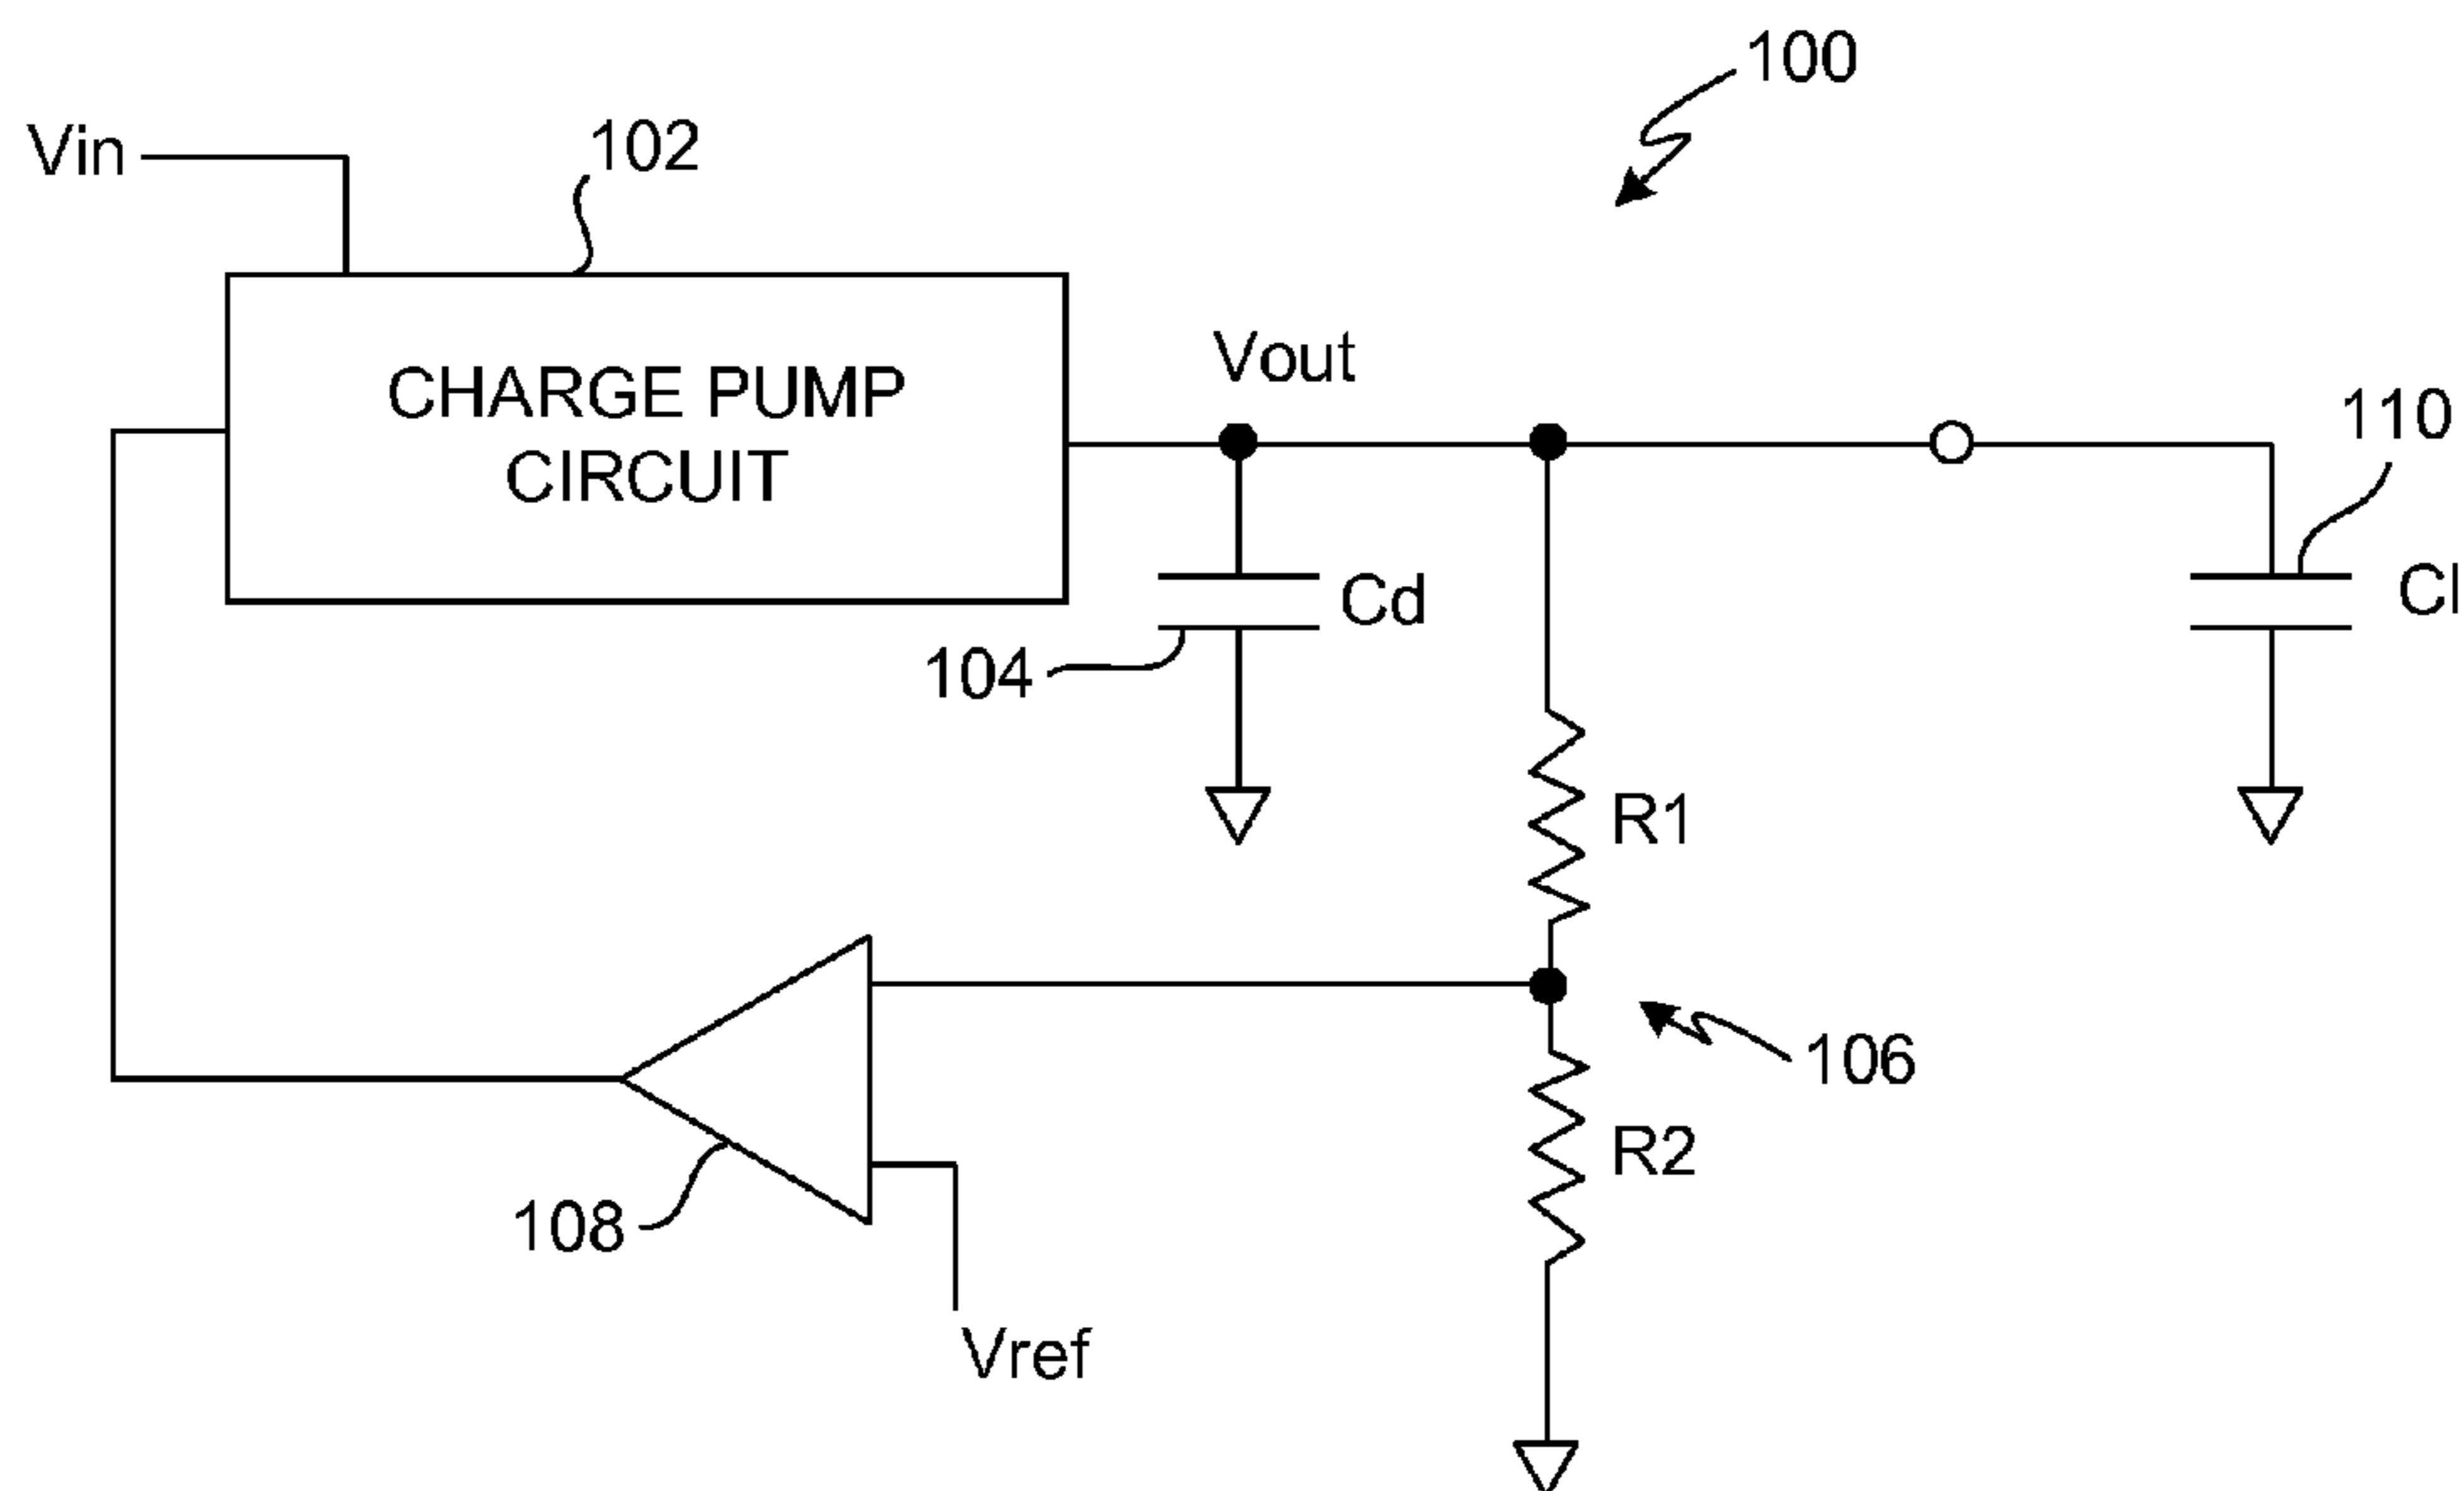 100
Vin
102
CHARGE PUMP
CIRCUIT
Vout
110
Cd
Cl
104
R1
106
R2
108
Vref